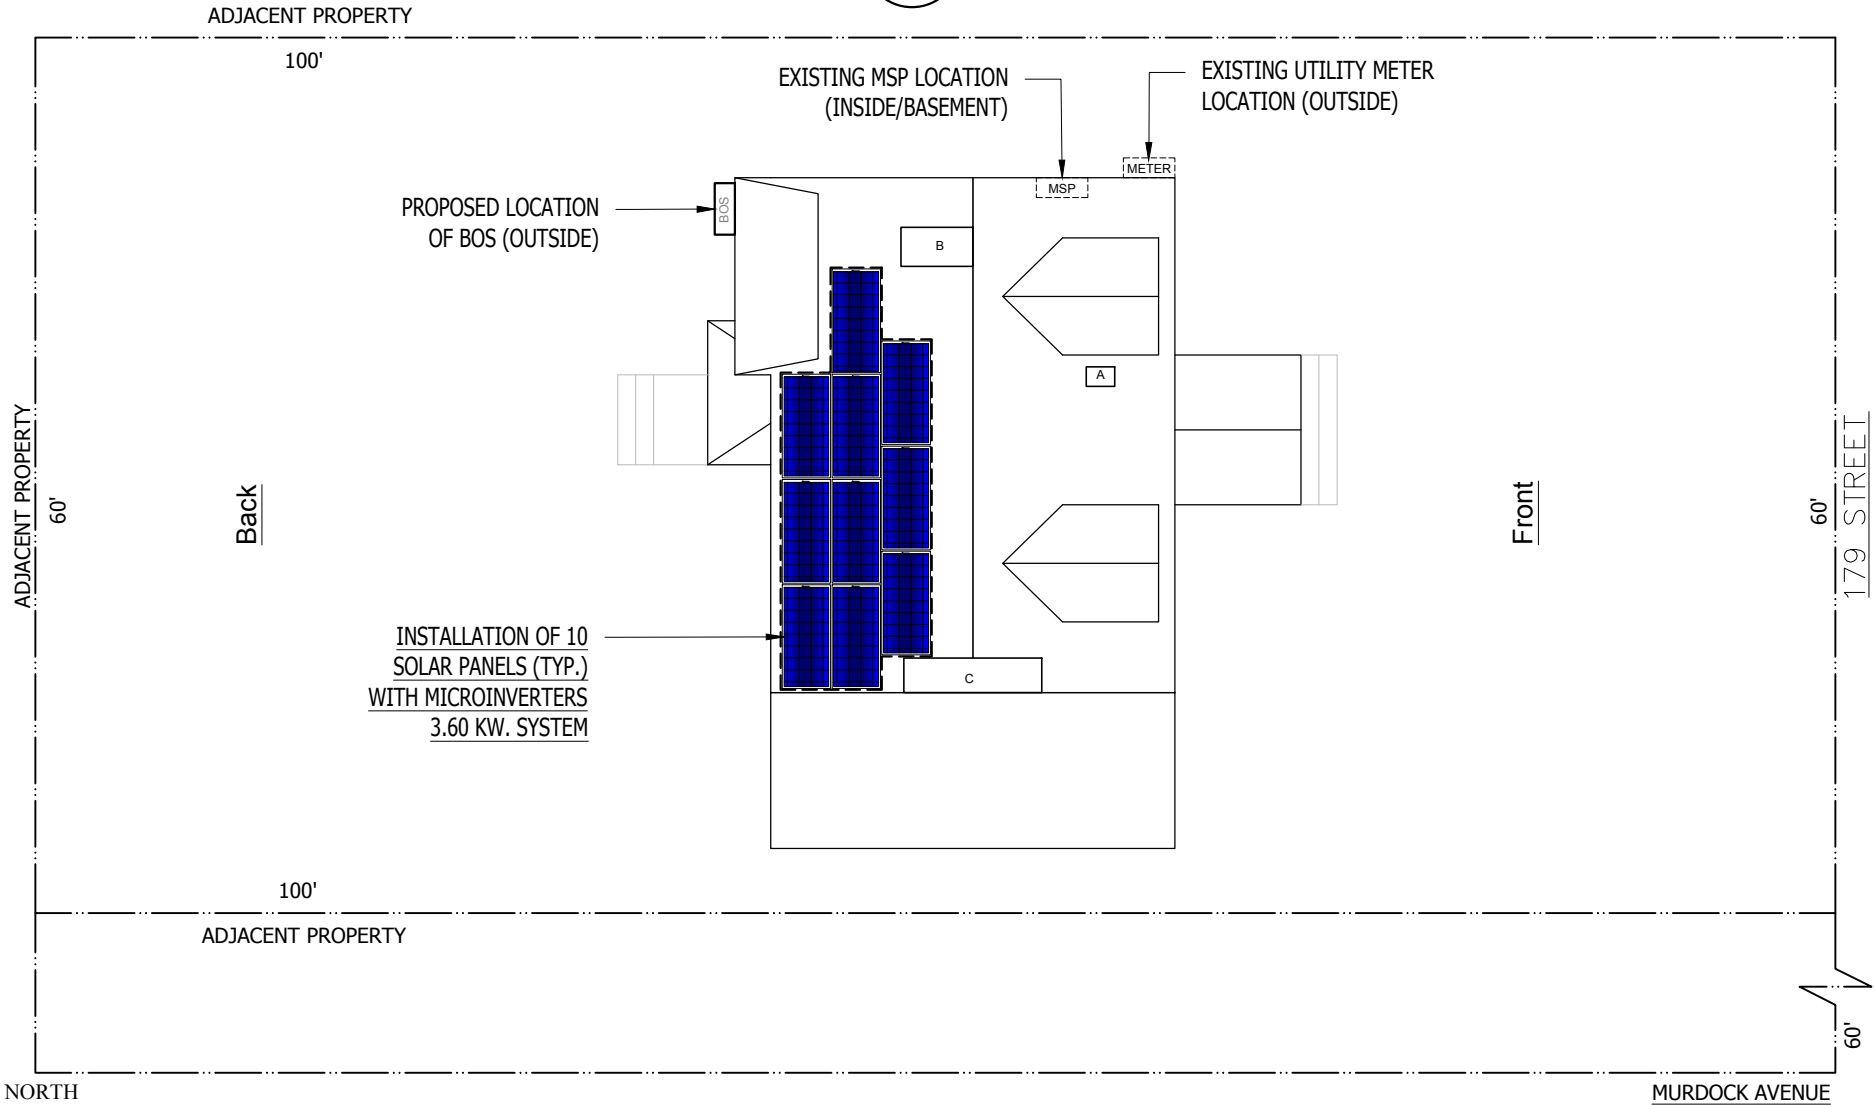 ADJACENT PROPERTY
100'
EXISTING MSP LOCATION
(INSIDE/BASEMENT)
EXISTING UTILITY METER
LOCATION (OUTSIDE)
METER
MSP
PROPOSED LOCATION
OF BOS (OUTSIDE)
BOS
B
A
ADJACENT PROPERTY
60'
Back
Front
60'
179 STREET
INSTALLATION OF 10
SOLAR PANELS (TYP.)
WITH MICROINVERTERS
3.60 KW. SYSTEM
C
100'
ADJACENT PROPERTY
60'
NORTH
MURDOCK AVENUE